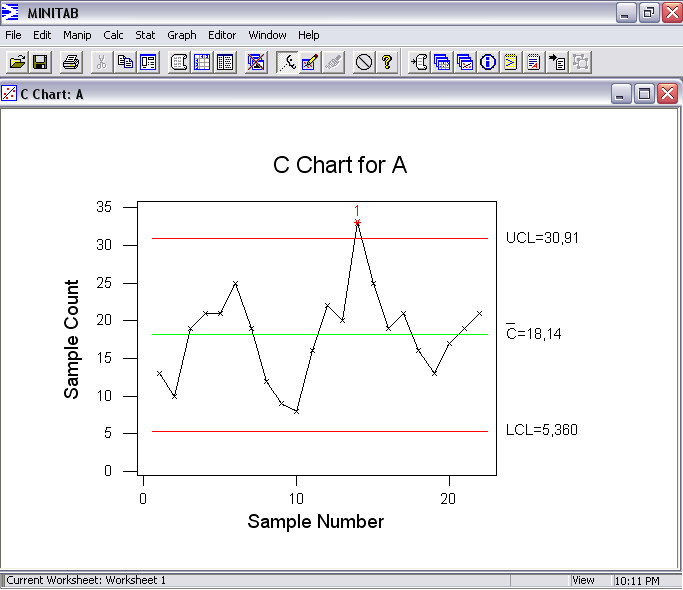 MINITAB
File Edit Manip Calc Stat Graph Editor Window Help
C Chart: A
C Chart for A
1
35
30
25
20
15
10
5
0
Sample Count
UCL=30,91
C=18,14
LCL=5,360
0 10 20
Sample Number
Current Worksheet: Worksheet 1 View 10:11 PM